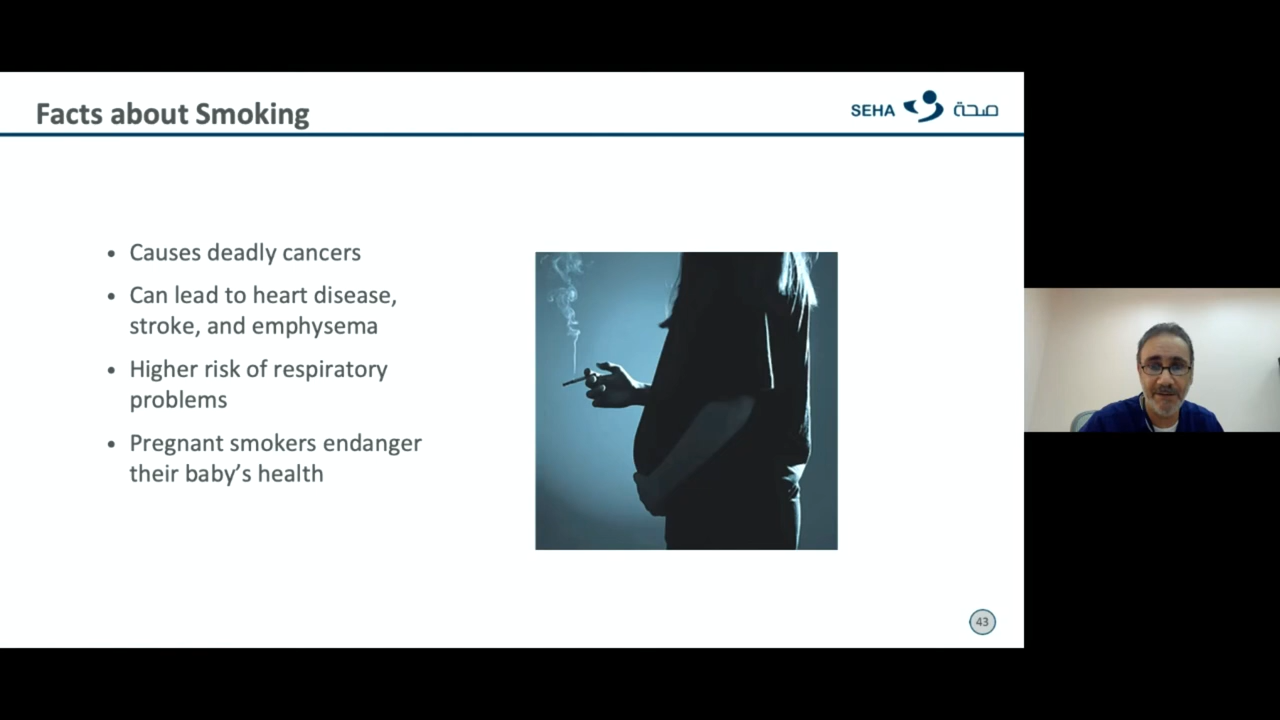 Facts about Smoking
SEHA صحة
• Causes deadly cancers
• Can lead to heart disease,
stroke, and emphysema
• Higher risk of respiratory
problems
• Pregnant smokers endanger
their baby’s health
43